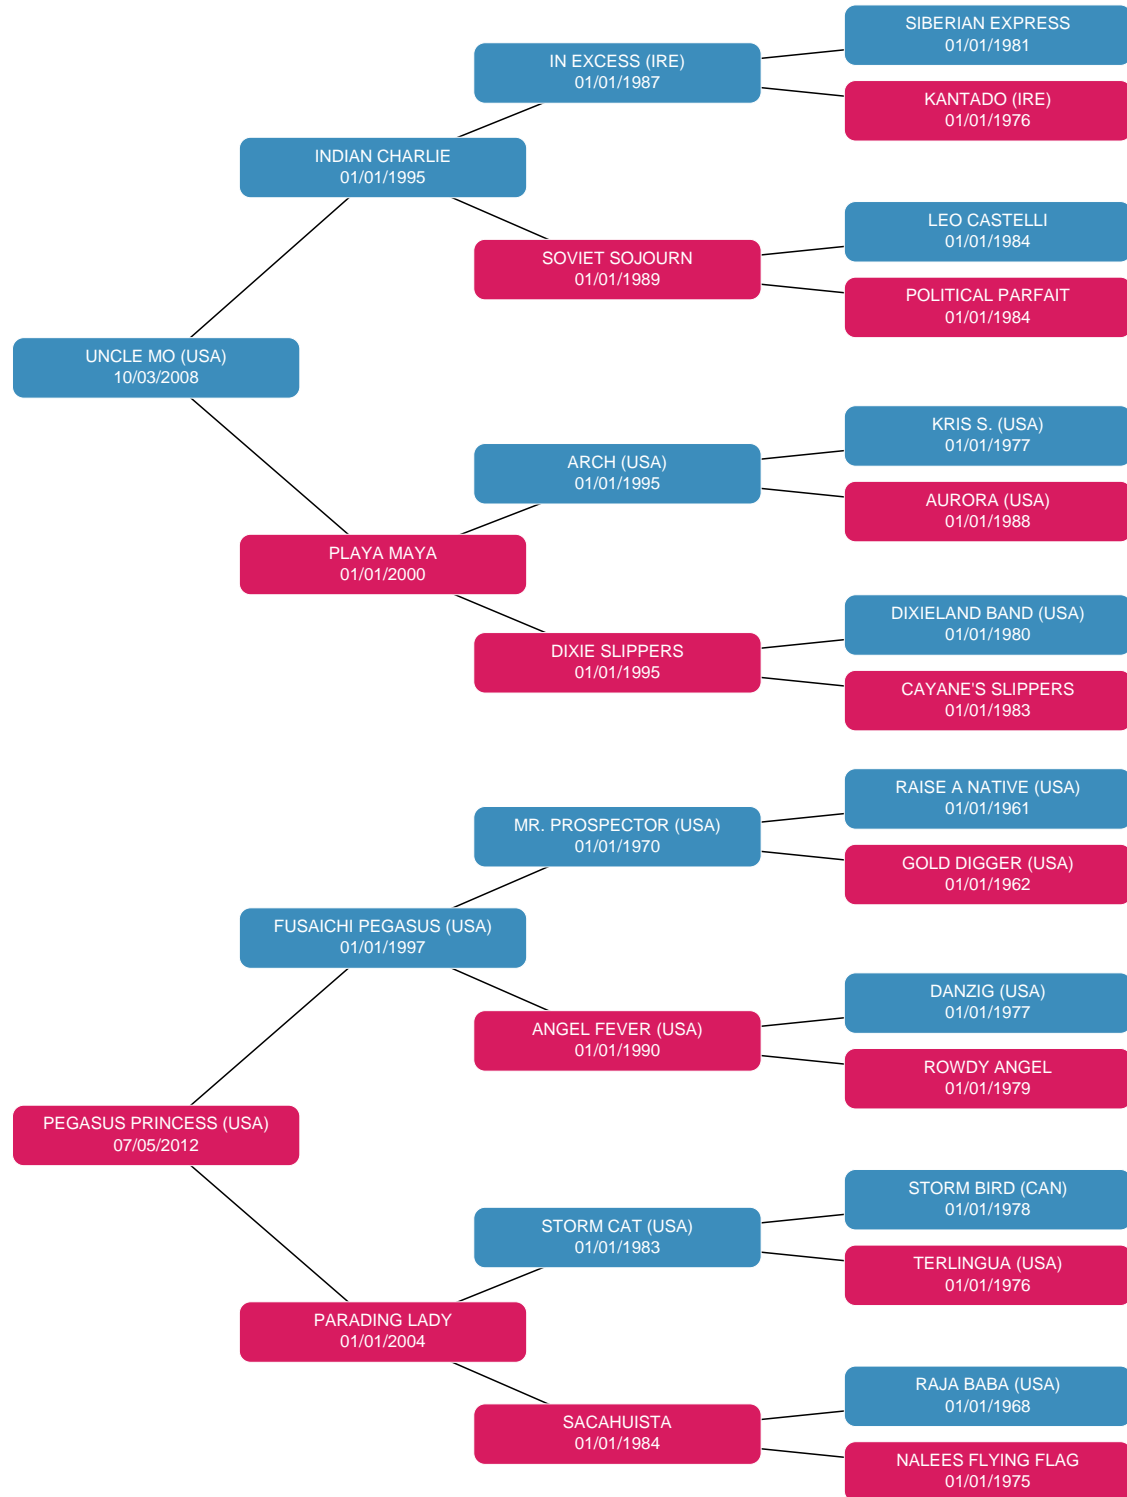 SIBERIAN EXPRESS
01/01/1981
IN EXCESS (IRE)
01/01/1987
KANTADO (IRE)
01/01/1976
INDIAN CHARLIE
01/01/1995
LEO CASTELLI
01/01/1984
SOVIET SOJOURN
01/01/1989
POLITICAL PARFAIT
01/01/1984
UNCLE MO (USA)
10/03/2008
KRIS S. (USA)
01/01/1977
ARCH (USA)
01/01/1995
AURORA (USA)
01/01/1988
PLAYA MAYA
01/01/2000
DIXIELAND BAND (USA)
01/01/1980
DIXIE SLIPPERS
01/01/1995
CAYANE'S SLIPPERS
01/01/1983
RAISE A NATIVE (USA)
01/01/1961
MR. PROSPECTOR (USA)
01/01/1970
GOLD DIGGER (USA)
01/01/1962
FUSAICHI PEGASUS (USA)
01/01/1997
DANZIG (USA)
01/01/1977
ANGEL FEVER (USA)
01/01/1990
ROWDY ANGEL
01/01/1979
PEGASUS PRINCESS (USA)
07/05/2012
STORM BIRD (CAN)
01/01/1978
STORM CAT (USA)
01/01/1983
TERLINGUA (USA)
01/01/1976
PARADING LADY
01/01/2004
RAJA BABA (USA)
01/01/1968
SACAHUISTA
01/01/1984
NALEES FLYING FLAG
01/01/1975